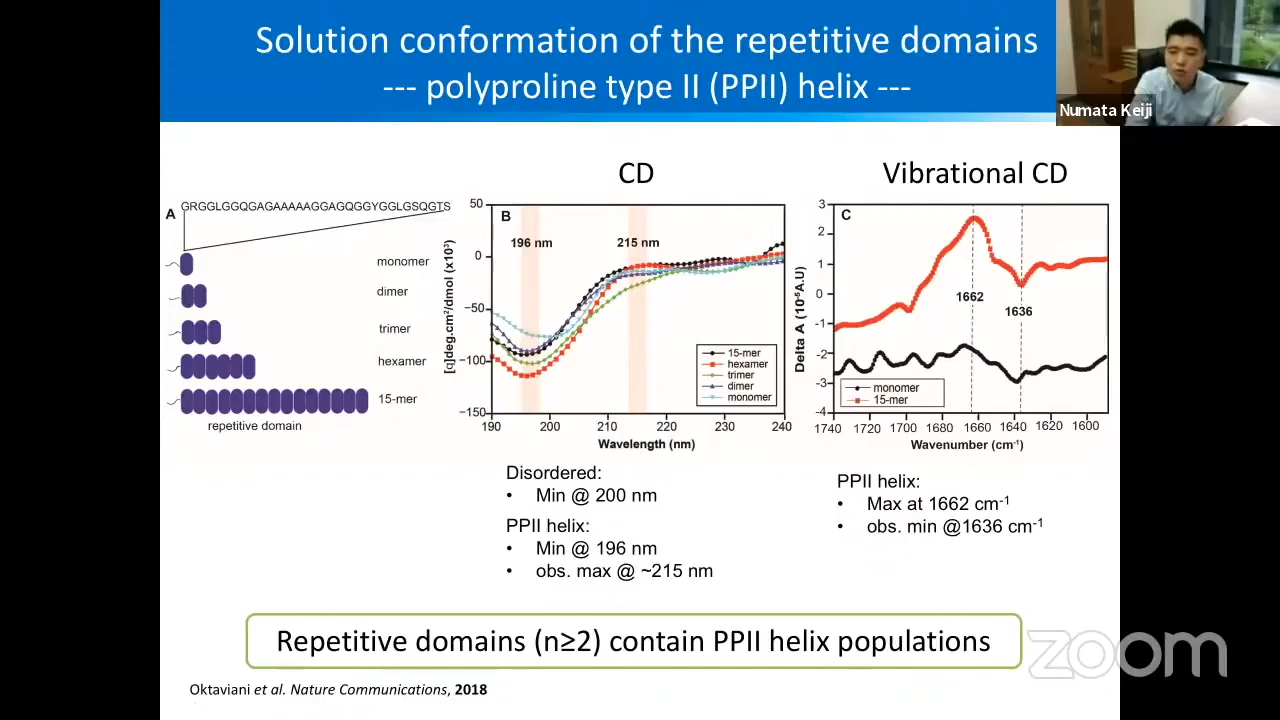 Solution conformation of the repetitive domains
--- polyproline type II (PPII) helix ---
Numata Keiji
CD
Vibrational CD
A
GRGGLGGQGAGAAAAAGGAGQGGYGGLGSQGTS
monomer
dimer
trimer
hexamer
15-mer
repetitive domain
B
196 nm
215 nm
50
0
−50
−100
−150
[q]deg.cm²/dmol (x10³)
15-mer
hexamer
trimer
dimer
monomer
190 200 210 220 230 240
Wavelength (nm)
C
3
2
1
0
-1
-2
-3
-4
Delta A (10⁻⁵A.U)
1662
1636
monomer
15-mer
1740 1720 1700 1680 1660 1640 1620 1600
Wavenumber (cm⁻¹)
Disordered:
• Min @ 200 nm
PPII helix:
• Min @ 196 nm
• obs. max @ ~215 nm
PPII helix:
• Max at 1662 cm⁻¹
• obs. min @1636 cm⁻¹
Repetitive domains (n≥2) contain PPII helix populations
zoom
Oktaviani et al. Nature Communications, 2018